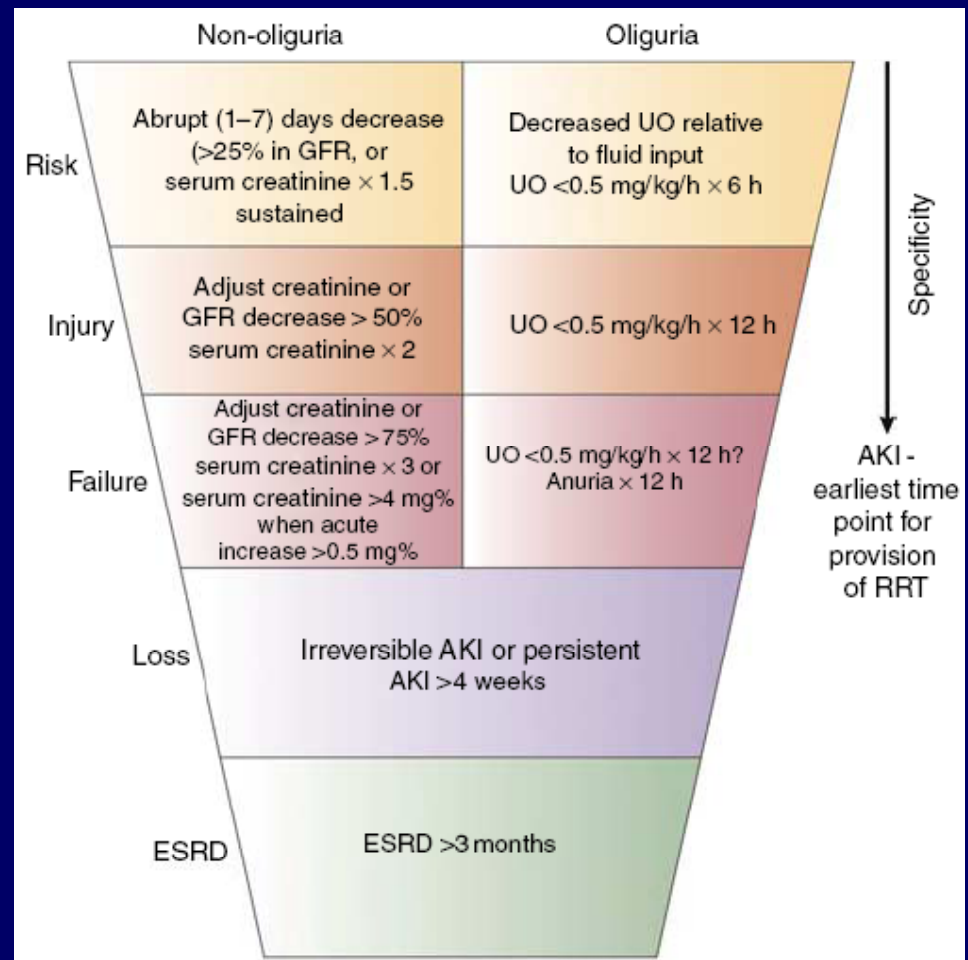 Non-oliguria
Oliguria
Risk
Abrupt (1–7) days decrease
(>25% in GFR, or
serum creatinine × 1.5
sustained
Decreased UO relative
to fluid input
UO <0.5 mg/kg/h × 6 h
Injury
Adjust creatinine or
GFR decrease > 50%
serum creatinine × 2
UO <0.5 mg/kg/h × 12 h
Failure
Adjust creatinine or
GFR decrease >75%
serum creatinine × 3 or
serum creatinine >4 mg%
when acute
increase >0.5 mg%
UO <0.5 mg/kg/h × 12 h?
Anuria × 12 h
Loss
Irreversible AKI or persistent
AKI >4 weeks
ESRD
ESRD >3 months
Specificity
AKI -
earliest time
point for
provision
of RRT